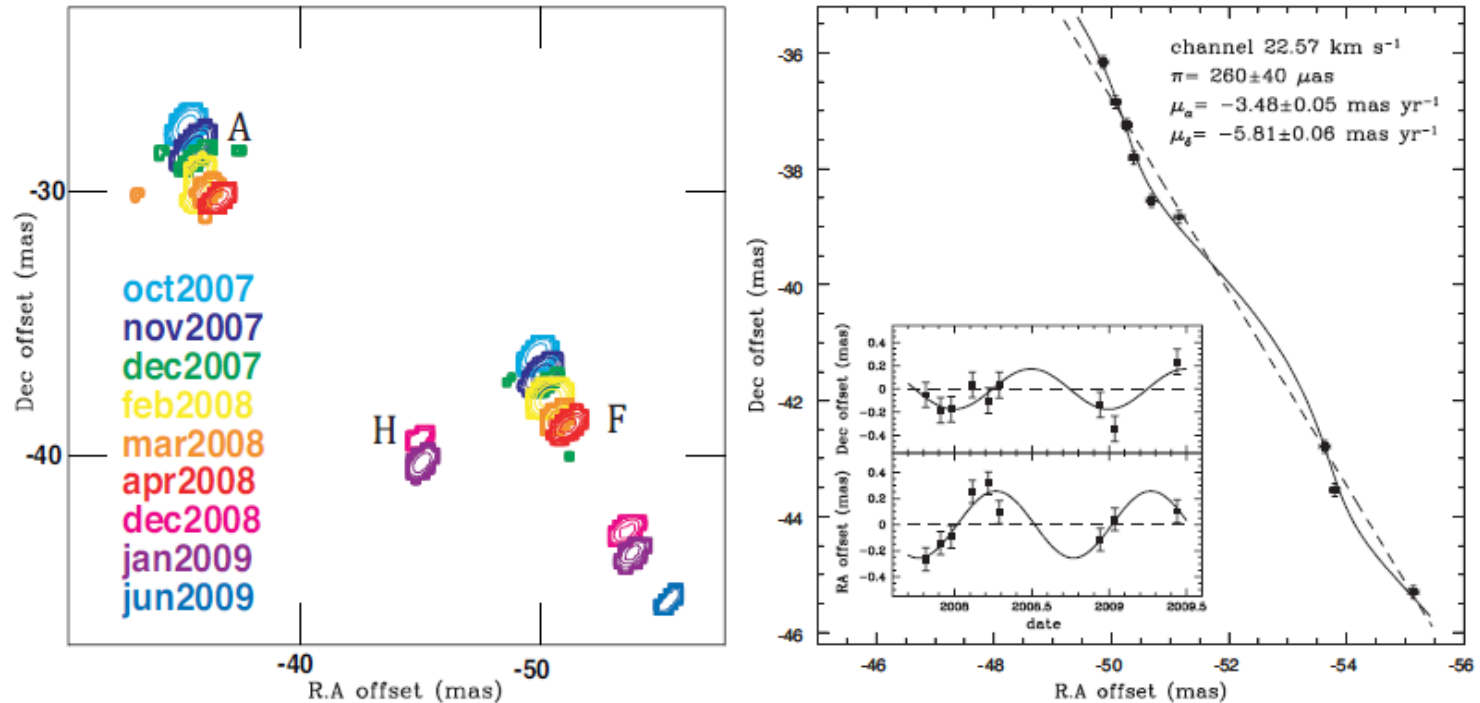 A
-30
Dec offset (mas)
oct2007
nov2007
dec2007
feb2008
mar2008
apr2008
dec2008
jan2009
jun2009
H
F
-40
-40
-50
R.A offset (mas)
channel 22.57 km s⁻¹
π= 260±40 μas
μα= −3.48±0.05 mas yr⁻¹
μδ= −5.81±0.06 mas yr⁻¹
-36
-38
-40
-42
-44
-46
Dec offset (mas)
0.4
0.2
0
-0.2
-0.4
Dec offset (mas)
0.4
0.2
0
-0.2
-0.4
RA offset (mas)
2008
2008.5
2009
2009.5
date
-46
-48
-50
-52
-54
-56
R.A offset (mas)